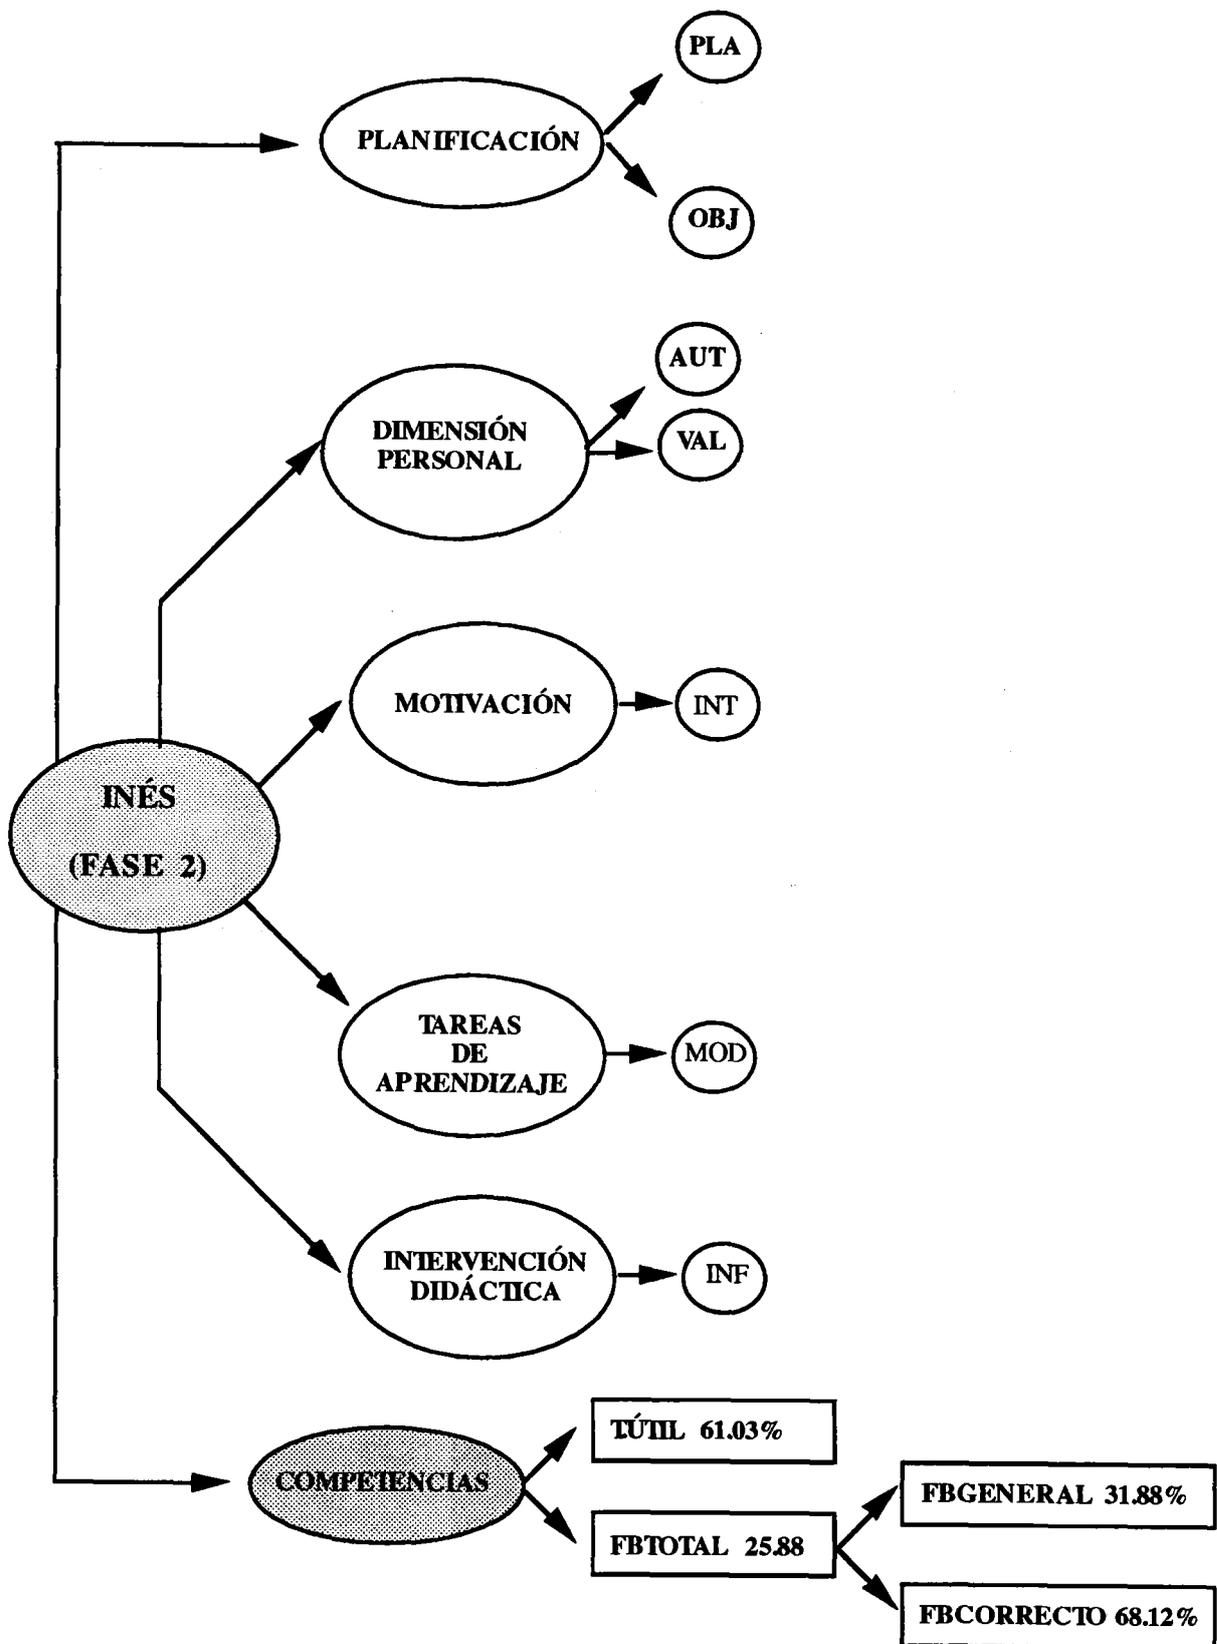 PLA
PLANIFICACIÓN
OBJ
AUT
DIMENSIÓN
PERSONAL
VAL
MOTIVACIÓN
INT
INÉS
(FASE 2)
TAREAS
DE
APRENDIZAJE
MOD
INTERVENCIÓN
DIDÁCTICA
INF
COMPETENCIAS
T.ÚTIL 61.03%
FBTOTAL 25.88
FBGENERAL 31.88%
FBCORRECTO 68.12%